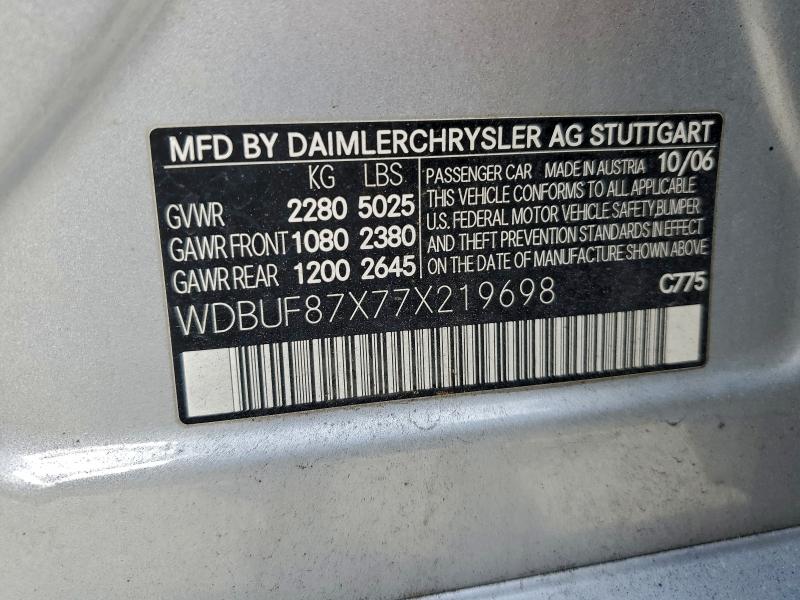 MFD BY DAIMLERCHRYSLER AG STUTTGART
KG LBS
GVWR 2280 5025
GAWR FRONT 1080 2380
GAWR REAR 1200 2645
PASSENGER CAR MADE IN AUSTRIA 10/06
THIS VEHICLE CONFORMS TO ALL APPLICABLE
U.S. FEDERAL MOTOR VEHICLE SAFETY,BUMPER
AND THEFT PREVENTION STANDARDS IN EFFECT
ON THE DATE OF MANUFACTURE SHOWN ABOVE
WDBUF87X77X219698
C775